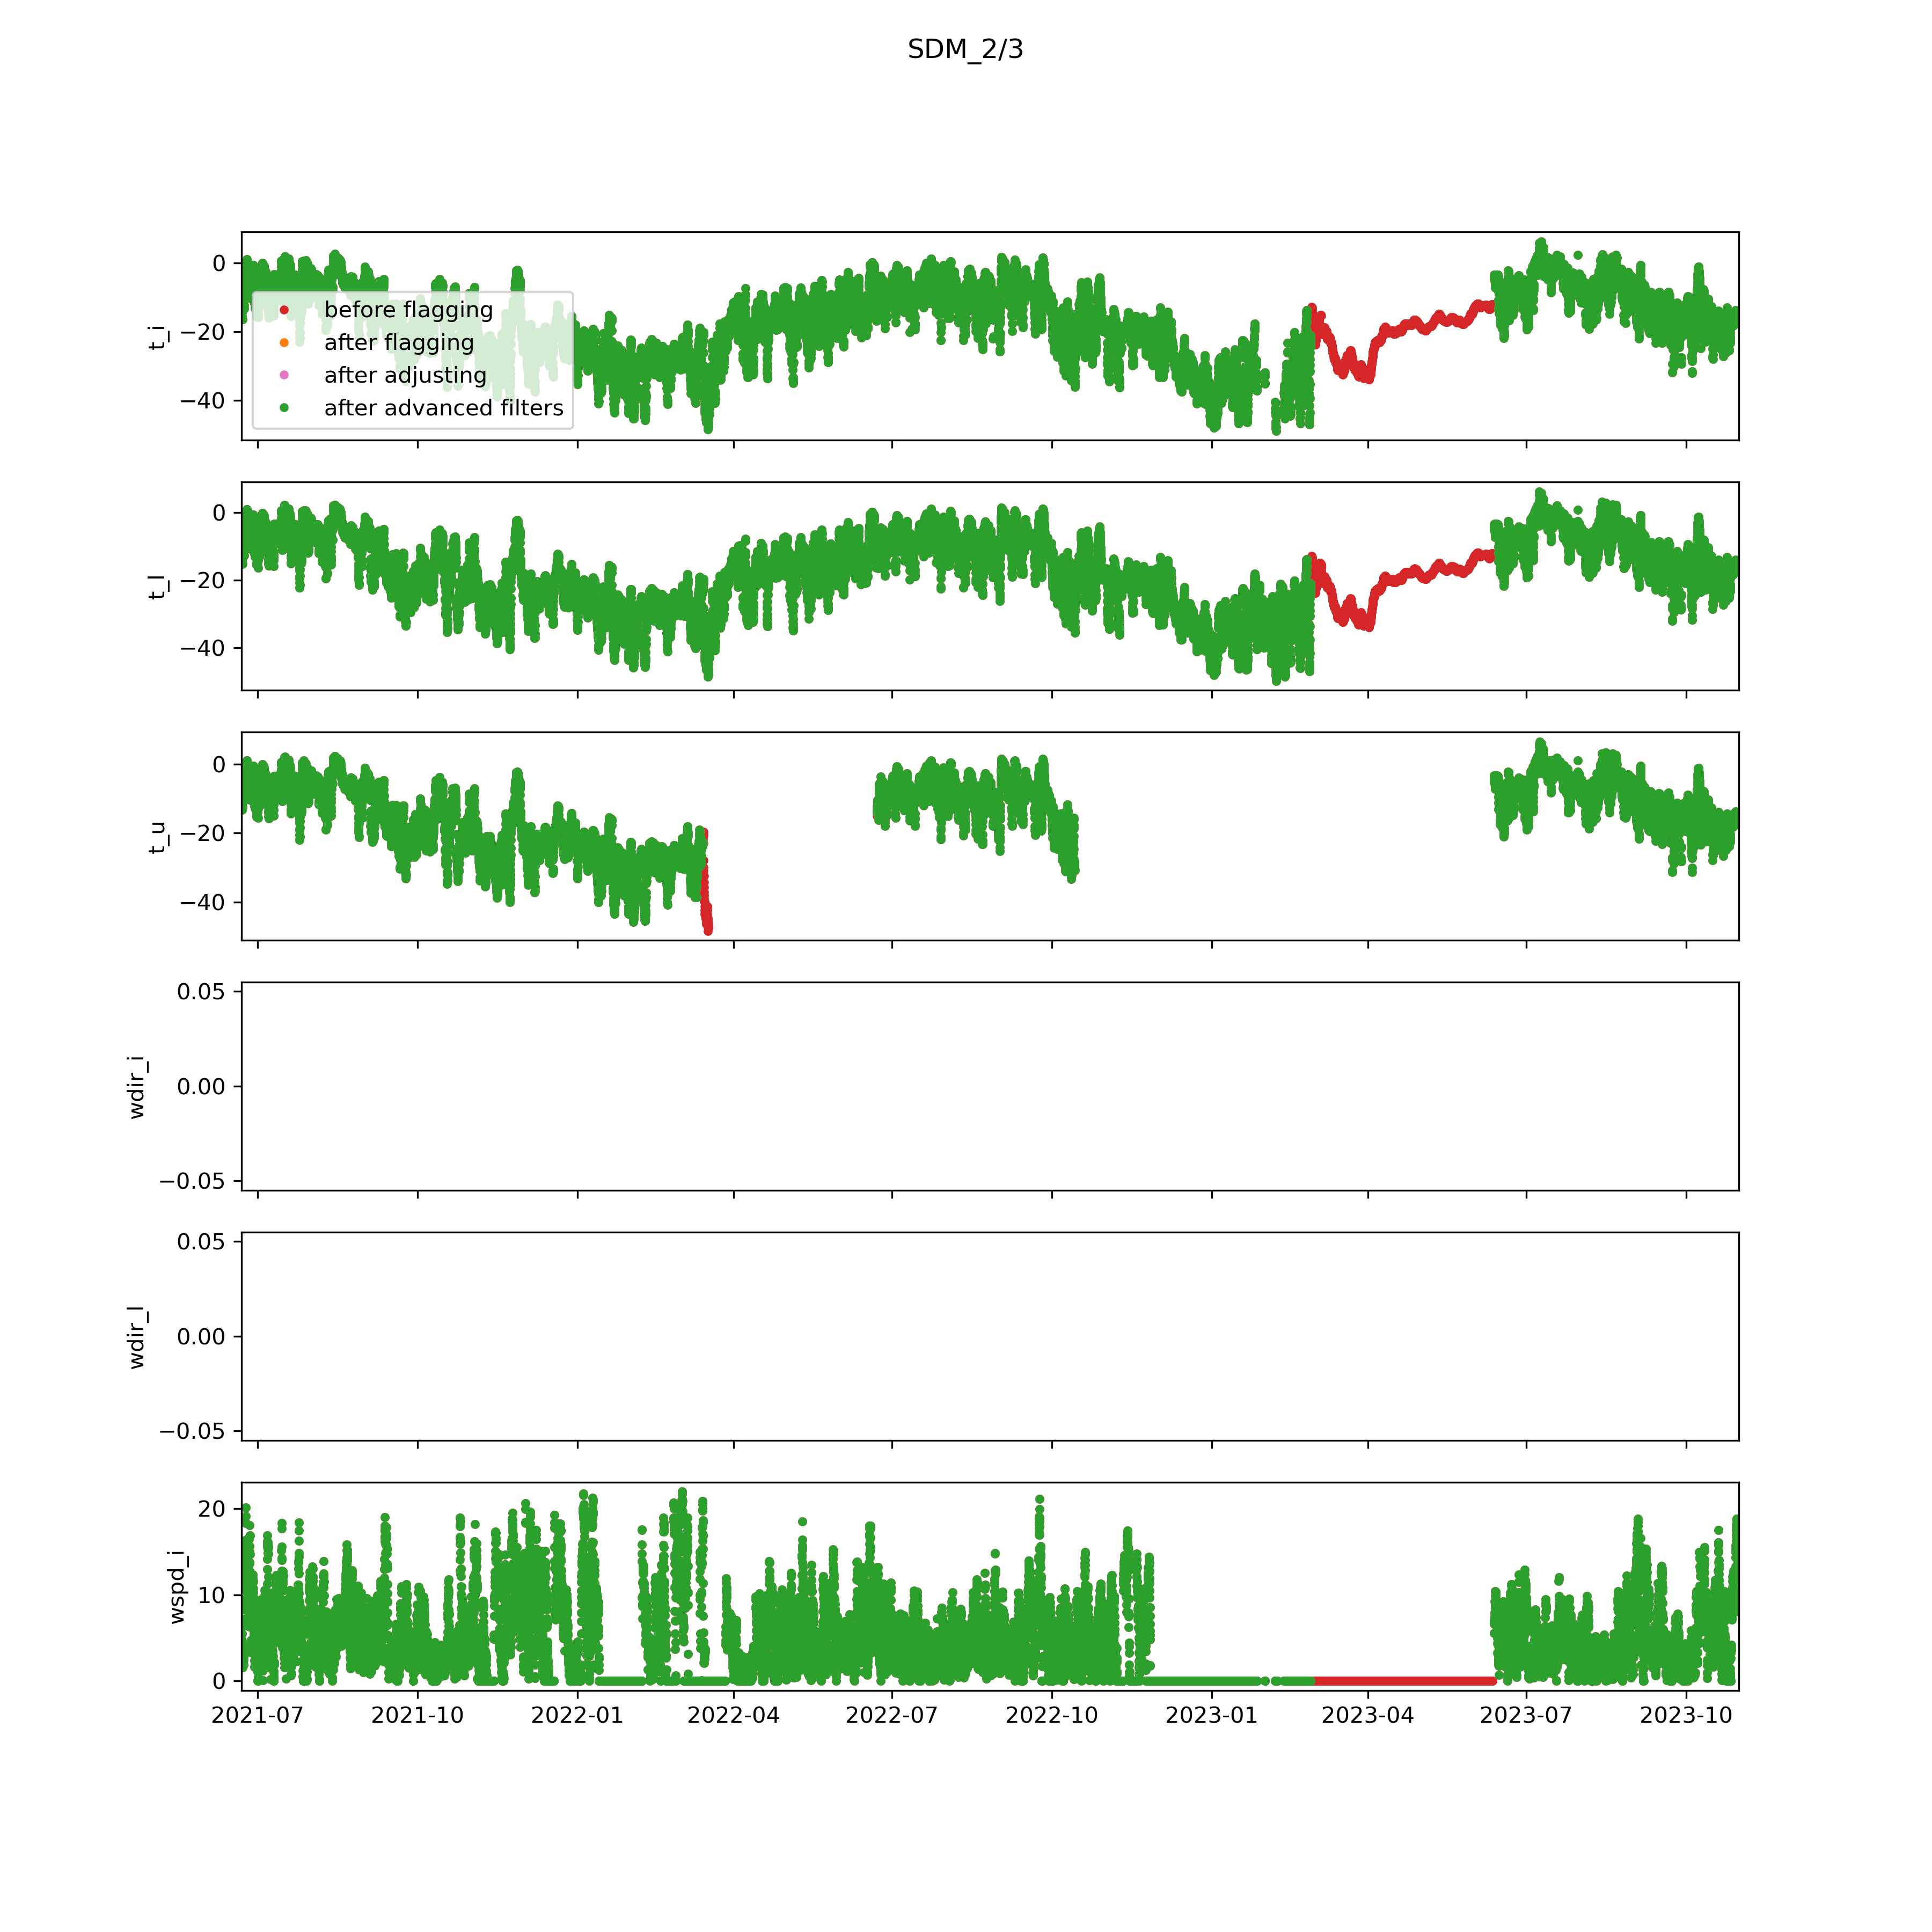 SDM_2/3
0
−20
−40
t_i
before flagging
after flagging
after adjusting
after advanced filters
0
−20
−40
t_l
0
−20
−40
t_u
0.05
0.00
−0.05
wdir_i
0.05
0.00
−0.05
wdir_l
20
10
0
wspd_i
2021-07 2021-10 2022-01 2022-04 2022-07 2022-10 2023-01 2023-04 2023-07 2023-10